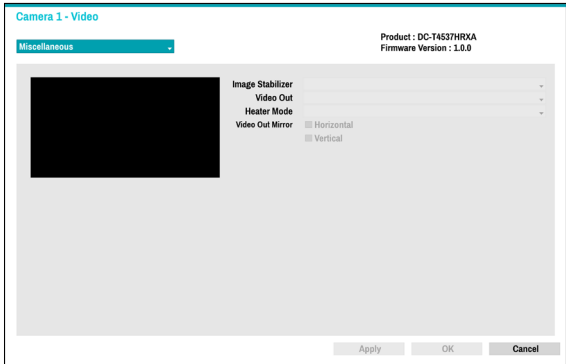 Camera 1 - Video
Product : DC-T4537HRXA
Miscellaneous
Firmware Version : 1.0.0
Image Stabilizer
Video Out
Heater Mode
Video Out Mirror Horizontal
Vertical
Apply OK Cancel